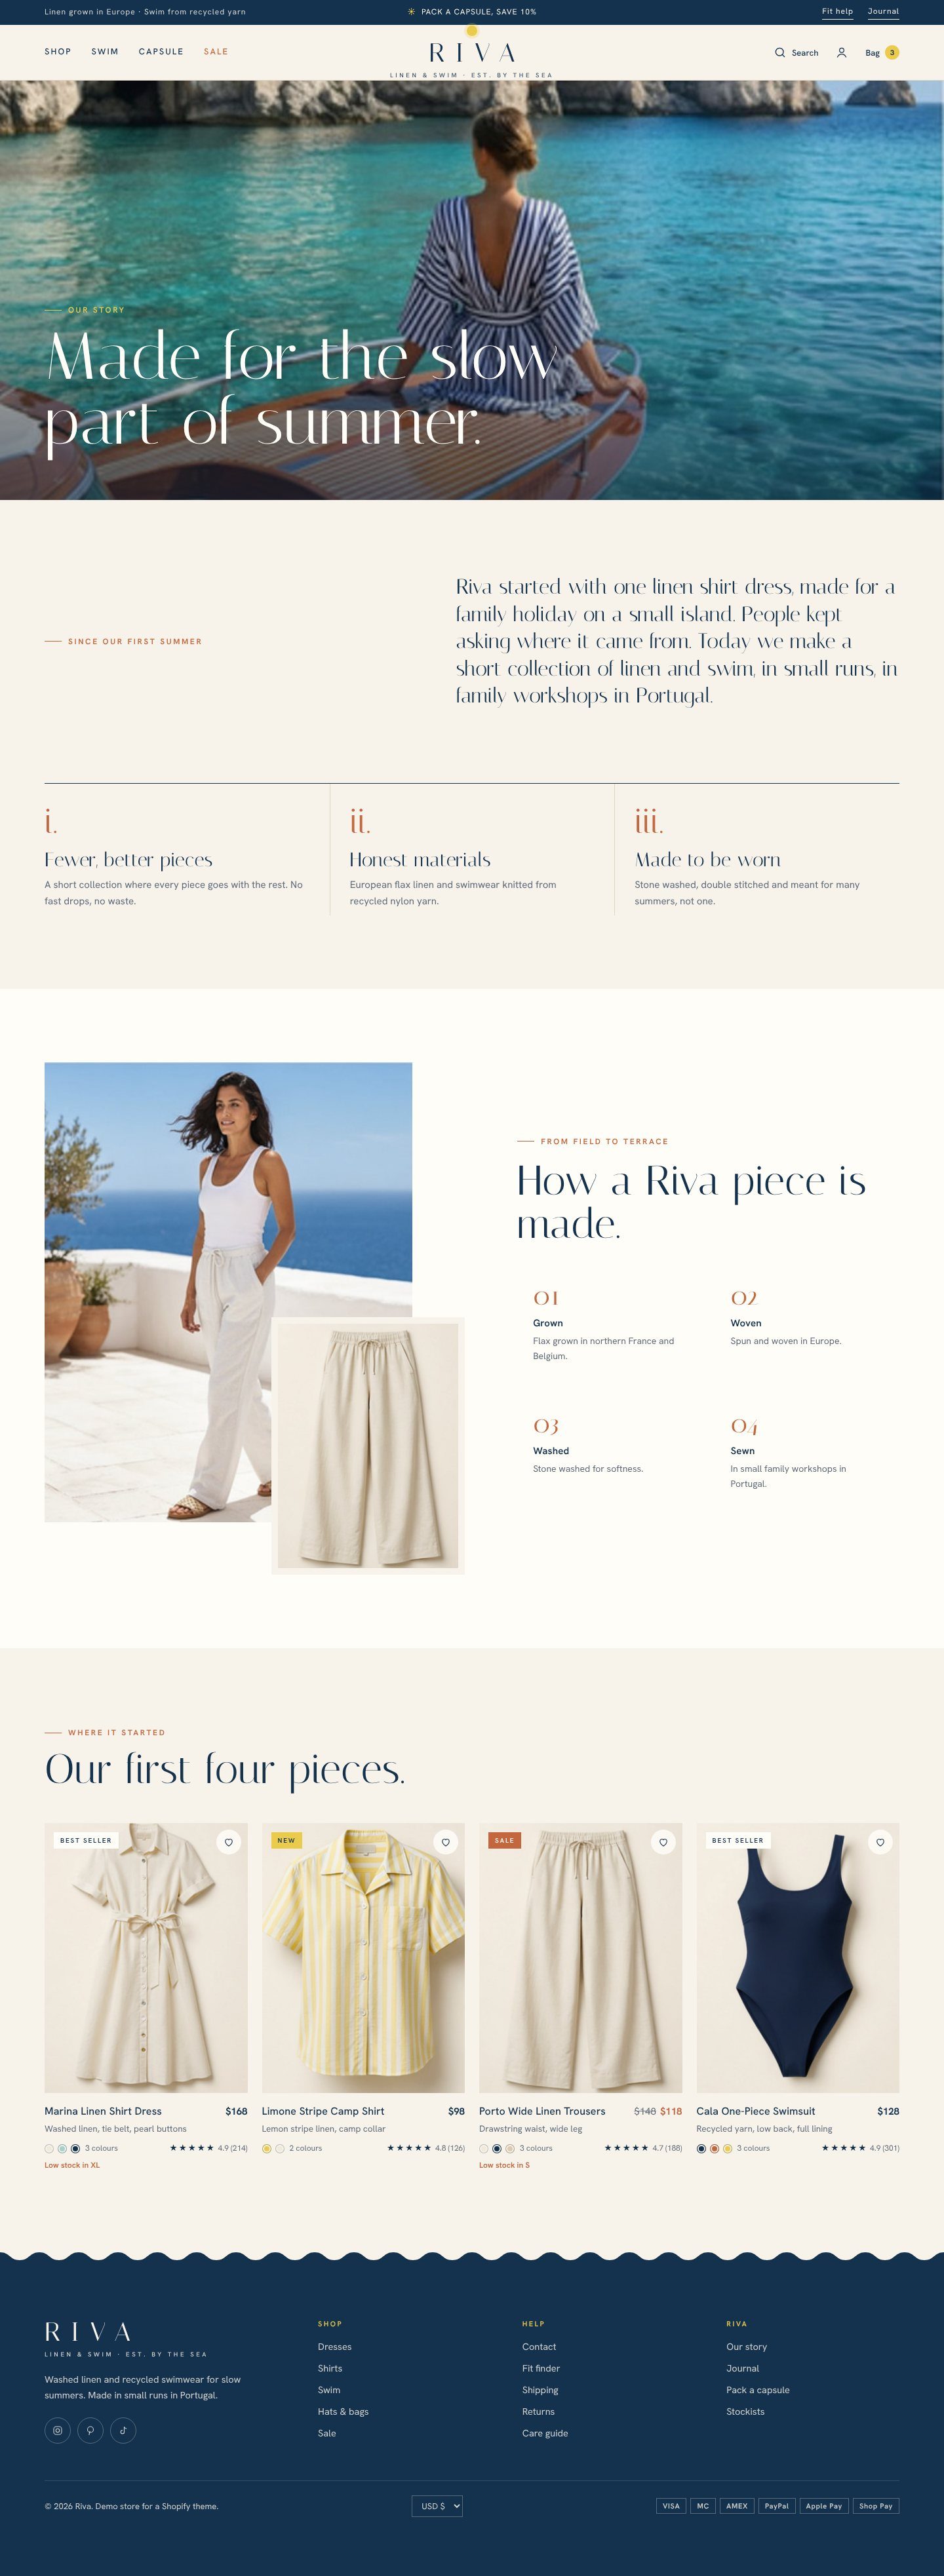 Linen grown in Europe · Swim from recycled yarn
☀ PACK A CAPSULE, SAVE 10%
Fit help
Journal
SHOP
SWIM
CAPSULE
SALE
RIVA
LINEN & SWIM · EST. BY THE SEA
Search
Bag 3
OUR STORY
Made for the slow
part of summer.
SINCE OUR FIRST SUMMER
Riva started with one linen shirt dress, made for a
family holiday on a small island. People kept
asking where it came from. Today we make a
short collection of linen and swim, in small runs, in
family workshops in Portugal.
i.
Fewer, better pieces
A short collection where every piece goes with the rest. No
fast drops, no waste.
ii.
Honest materials
European flax linen and swimwear knitted from
recycled nylon yarn.
iii.
Made to be worn
Stone washed, double stitched and meant for many
summers, not one.
FROM FIELD TO TERRACE
How a Riva piece is
made.
01
Grown
Flax grown in northern France and
Belgium.
02
Woven
Spun and woven in Europe.
03
Washed
Stone washed for softness.
04
Sewn
In small family workshops in
Portugal.
WHERE IT STARTED
Our first four pieces.
BEST SELLER
Marina Linen Shirt Dress $168
Washed linen, tie belt, pearl buttons
3 colours ★★★★★ 4.9 (214)
Low stock in XL
NEW
Limone Stripe Camp Shirt $98
Lemon stripe linen, camp collar
2 colours ★★★★★ 4.8 (126)
SALE
Porto Wide Linen Trousers $148 $118
Drawstring waist, wide leg
3 colours ★★★★★ 4.7 (188)
Low stock in S
BEST SELLER
Cala One-Piece Swimsuit $128
Recycled yarn, low back, full lining
3 colours ★★★★★ 4.9 (301)
RIVA
LINEN & SWIM · EST. BY THE SEA
Washed linen and recycled swimwear for slow
summers. Made in small runs in Portugal.
SHOP
Dresses
Shirts
Swim
Hats & bags
Sale
HELP
Contact
Fit finder
Shipping
Returns
Care guide
RIVA
Our story
Journal
Pack a capsule
Stockists
© 2026 Riva. Demo store for a Shopify theme.
USD $
VISA
MC
AMEX
PayPal
Apple Pay
Shop Pay